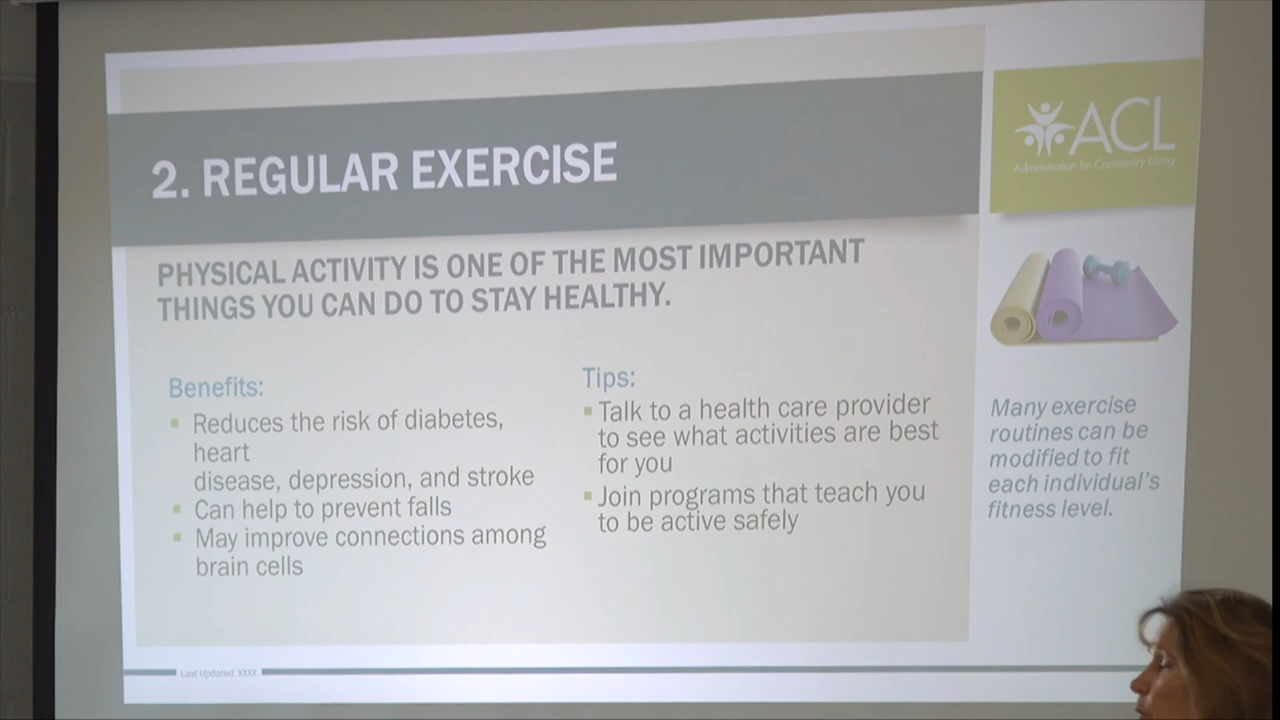 2. REGULAR EXERCISE
ACL
Administration for Community Living
PHYSICAL ACTIVITY IS ONE OF THE MOST IMPORTANT
THINGS YOU CAN DO TO STAY HEALTHY.
Benefits:
Reduces the risk of diabetes,
heart
disease, depression, and stroke
Can help to prevent falls
May improve connections among
brain cells
Tips:
Talk to a health care provider
to see what activities are best
for you
Join programs that teach you
to be active safely
Many exercise
routines can be
modified to fit
each individual's
fitness level.
Last Updated: XXXX